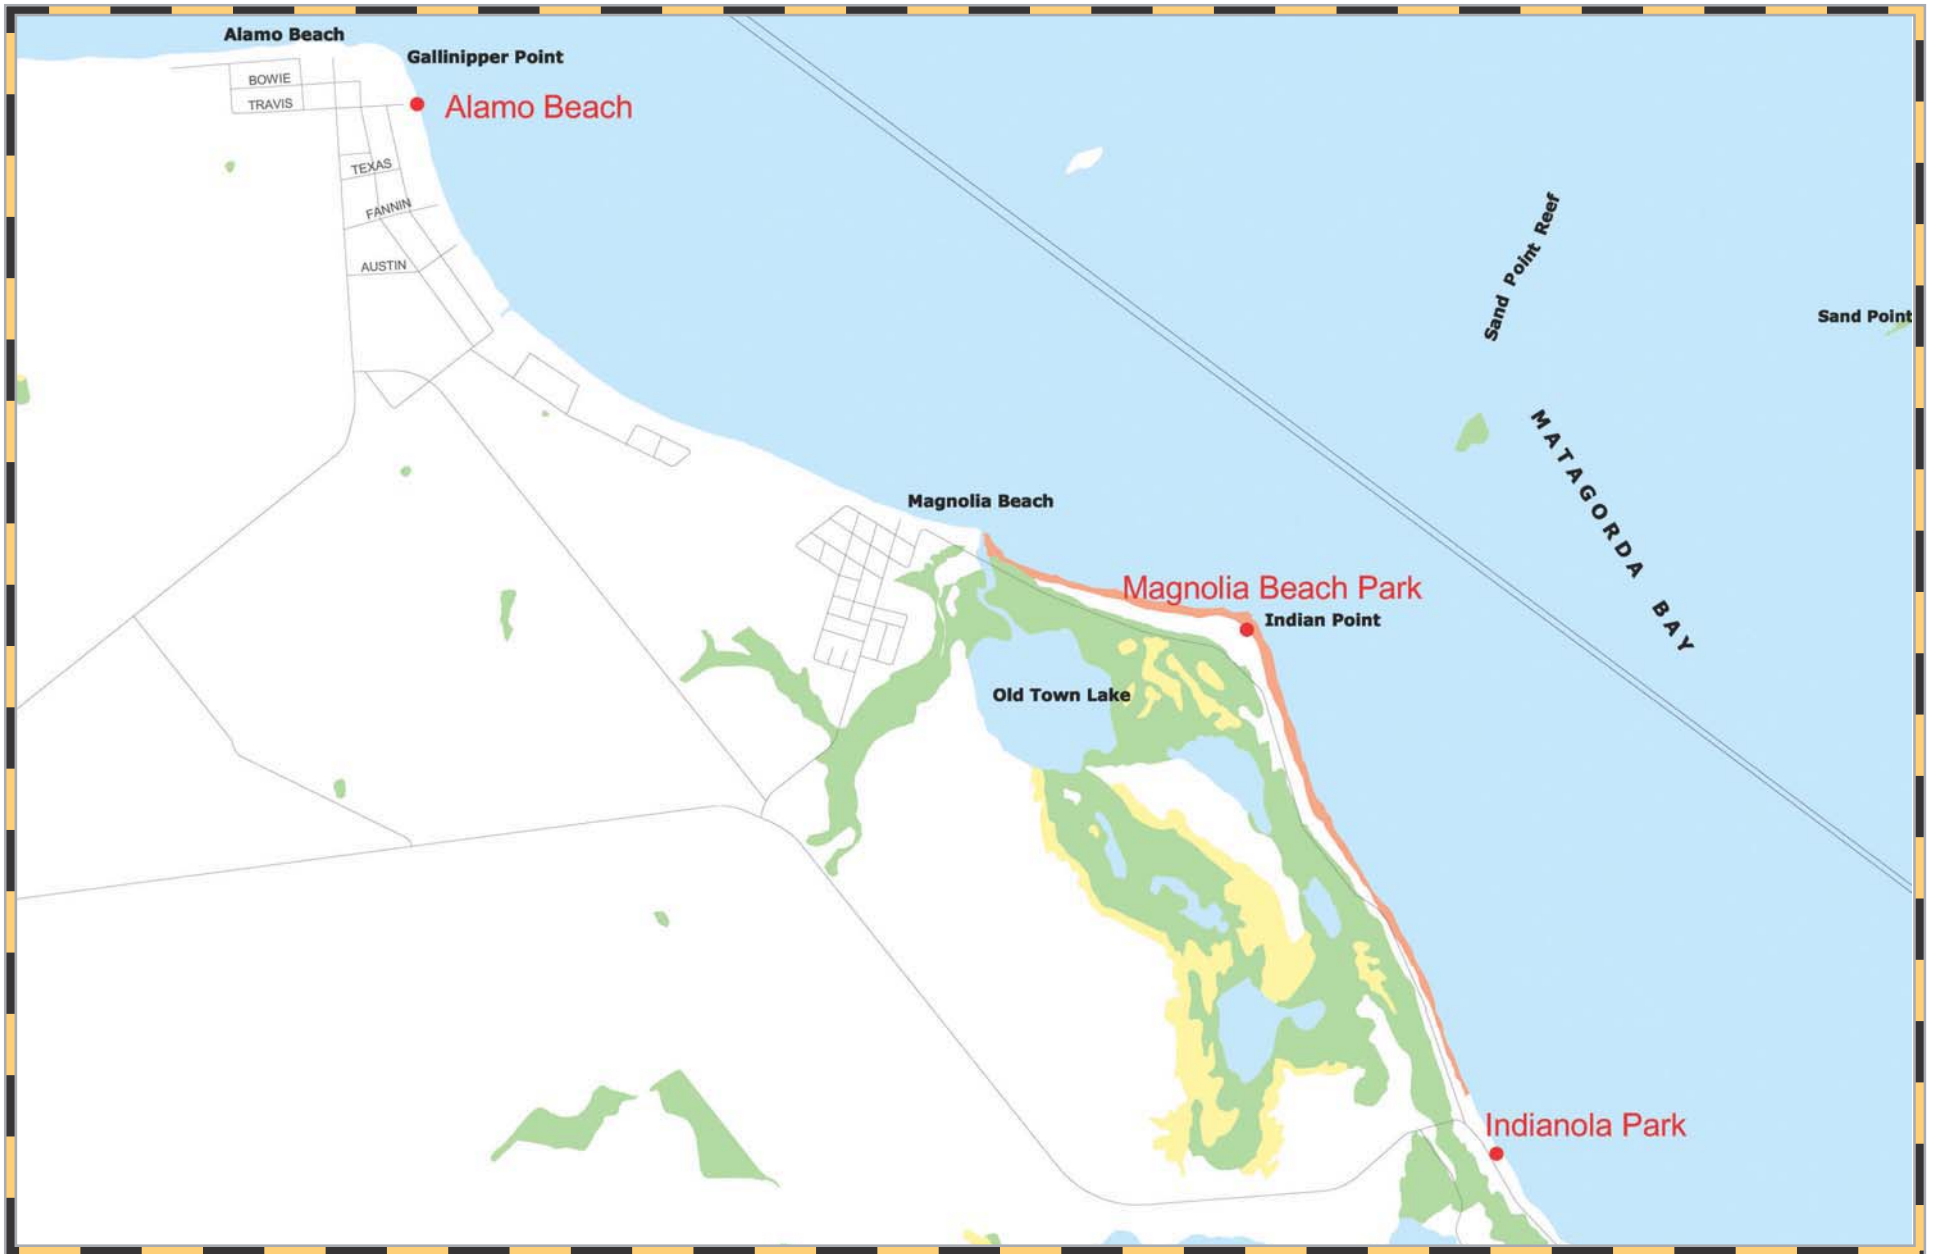 Alamo Beach
Gallinipper Point
BOWIE
TRAVIS
Alamo Beach
TEXAS
FANNIN
AUSTIN
Sand Point Reef
Sand Point
MATAGORDA BAY
Magnolia Beach
Magnolia Beach Park
Indian Point
Old Town Lake
Indianola Park